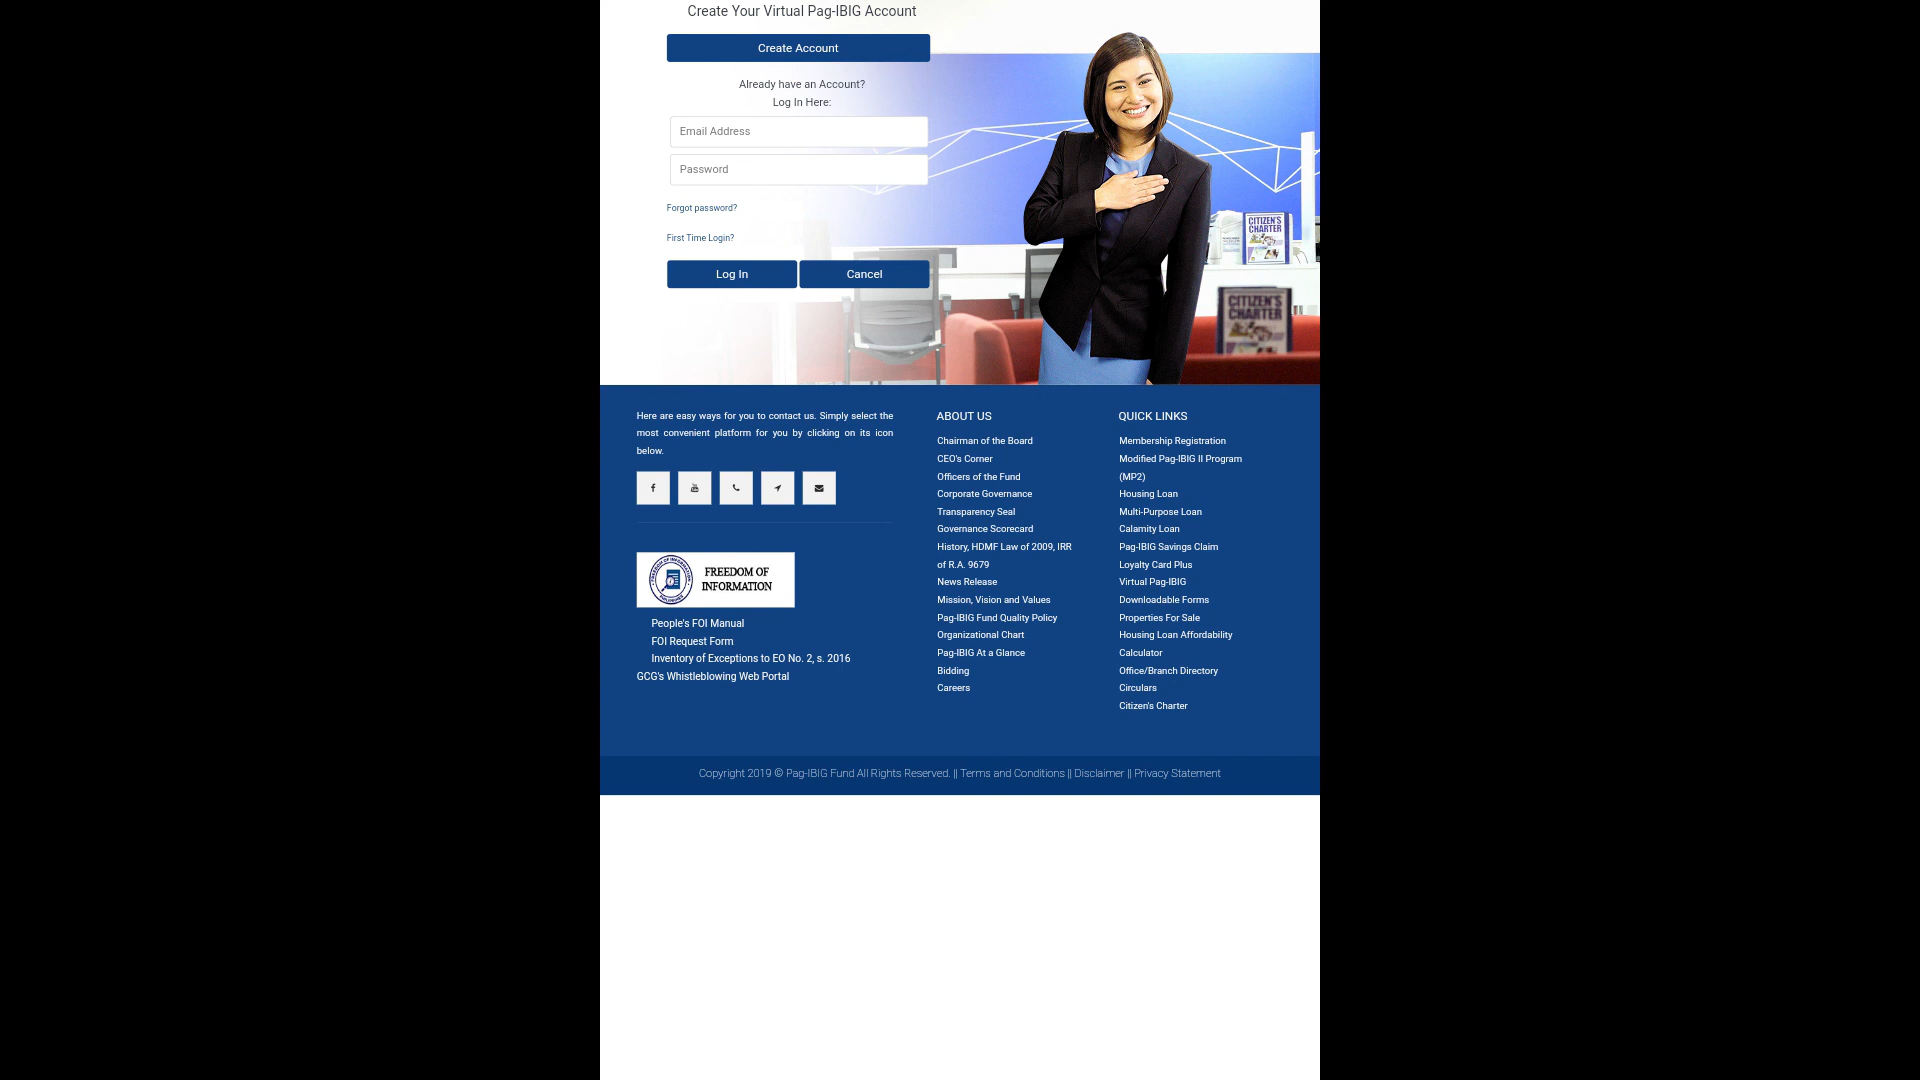 Create Your Virtual Pag-IBIG Account
Create Account
Already have an Account?
Log In Here:
Email Address
Password
Forgot password?
First Time Login?
Log In
Cancel
CITIZEN'S
CHARTER
CITIZEN'S
CHARTER
Here are easy ways for you to contact us. Simply select the
most convenient platform for you by clicking on its icon
below.
FREEDOM OF INFORMATION
PHILIPPINES
FREEDOM OF
INFORMATION
People's FOI Manual
FOI Request Form
Inventory of Exceptions to EO No. 2, s. 2016
GCG's Whistleblowing Web Portal
ABOUT US
Chairman of the Board
CEO's Corner
Officers of the Fund
Corporate Governance
Transparency Seal
Governance Scorecard
History, HDMF Law of 2009, IRR
of R.A. 9679
News Release
Mission, Vision and Values
Pag-IBIG Fund Quality Policy
Organizational Chart
Pag-IBIG At a Glance
Bidding
Careers
QUICK LINKS
Membership Registration
Modified Pag-IBIG II Program
(MP2)
Housing Loan
Multi-Purpose Loan
Calamity Loan
Pag-IBIG Savings Claim
Loyalty Card Plus
Virtual Pag-IBIG
Downloadable Forms
Properties For Sale
Housing Loan Affordability
Calculator
Office/Branch Directory
Circulars
Citizen's Charter
Copyright 2019 © Pag-IBIG Fund All Rights Reserved. || Terms and Conditions || Disclaimer || Privacy Statement